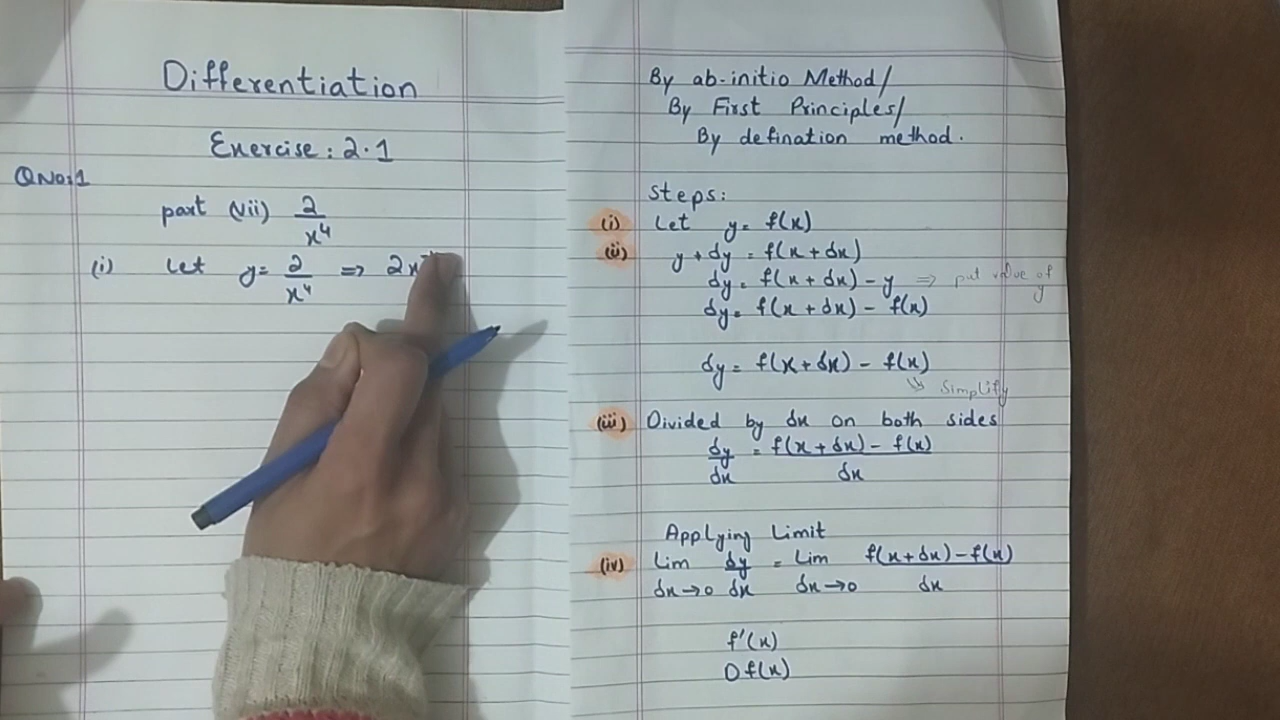 Differentiation
Exercise: 2.1
Q No:1
part (vii) 2/x⁴
(i) Let y = 2/x⁴ ⇒ 2x
By ab-initio Method/
By First Principles/
By defination method.
Steps:
(i) Let y = f(x)
(ii) y + δy = f(x + δx)
δy = f(x + δx) - y ⇒ put value of y
δy = f(x + δx) - f(x)
δy = f(x + δx) - f(x)
⇘ Simplify
(iii) Divided by δx on both sides
δy/δx = f(x + δx) - f(x)/δx
Applying Limit
(iv) Lim δx→0 δy/δx = Lim δx→0 f(x + δx) - f(x)/δx
f'(x)
Df(x)